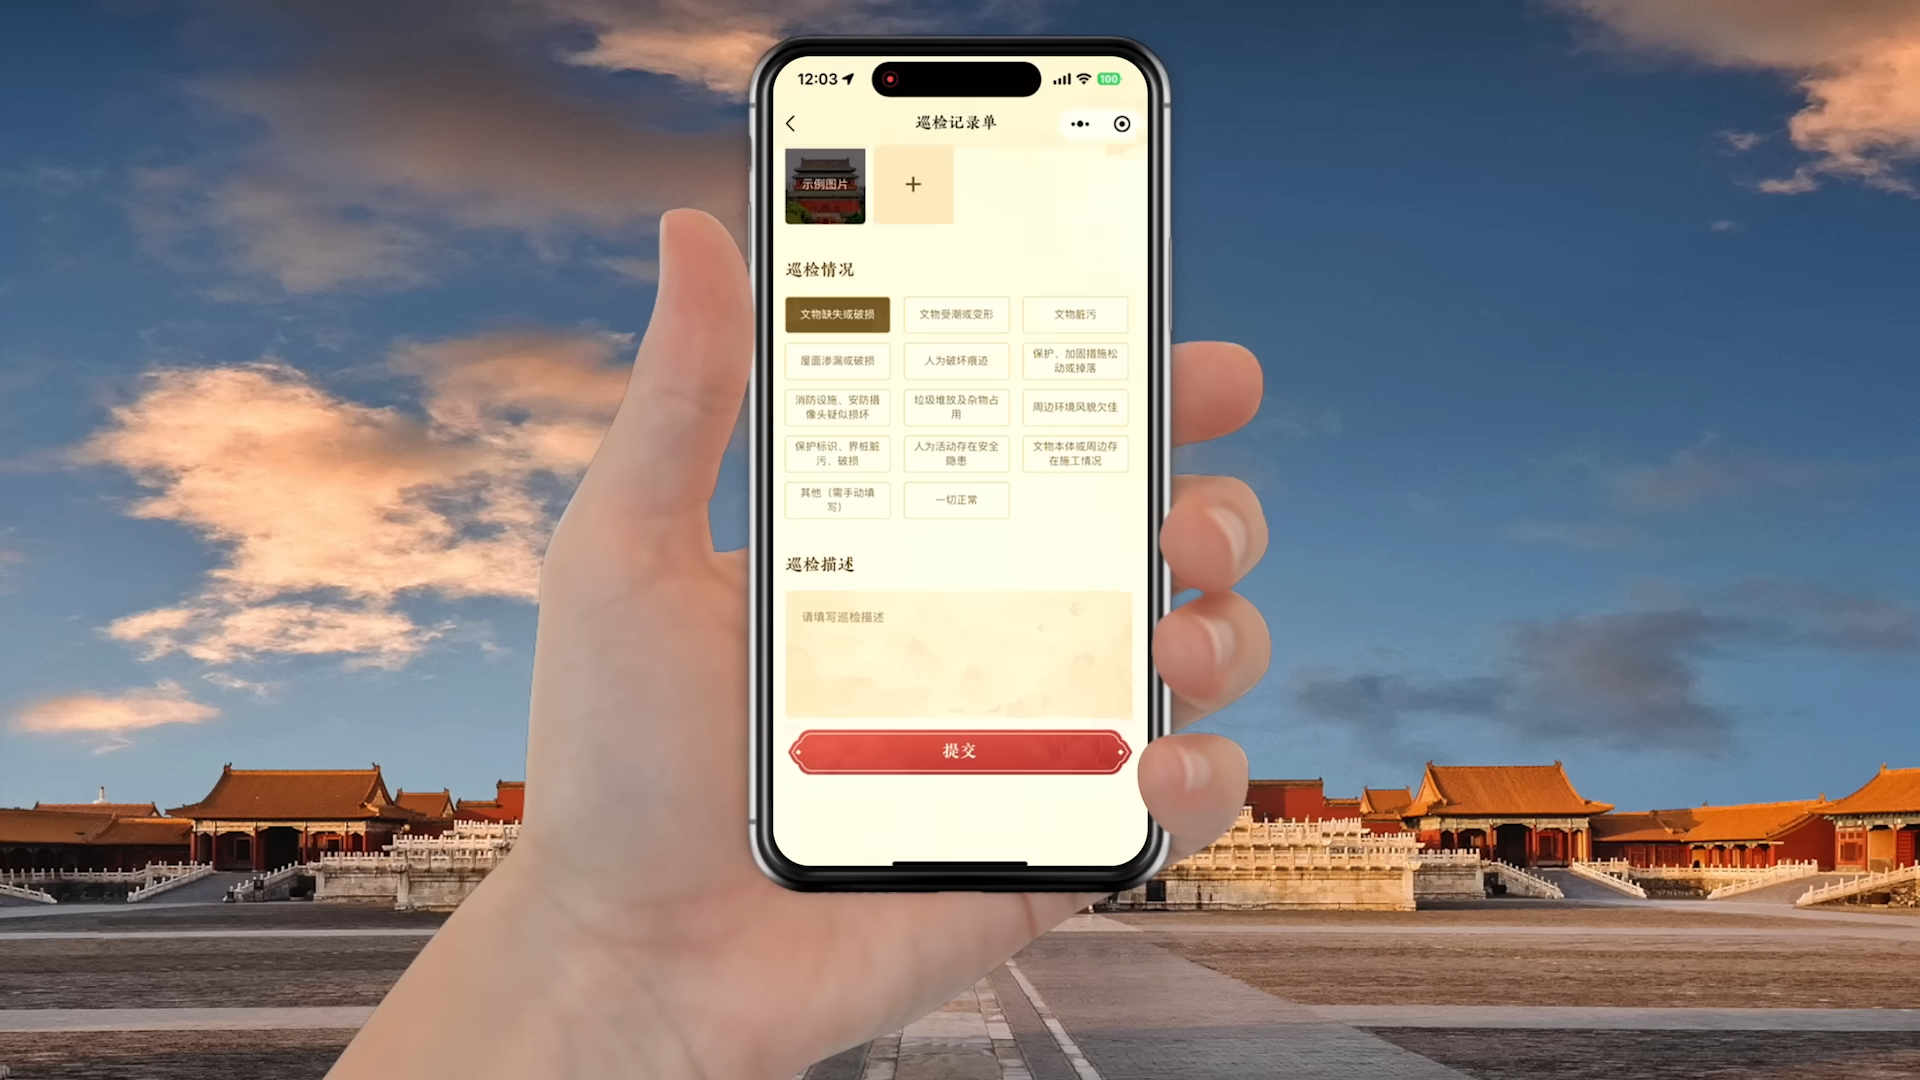 12:03
100
巡检记录单
示例图片
+
巡检情况
文物缺失或破损
文物受潮或变形
文物脏污
屋面渗漏或破损
人为破坏痕迹
保护、加固措施松
动或掉落
消防设施、安防摄
像头疑似损坏
垃圾堆放及杂物占
用
周边环境风貌欠佳
保护标识、界桩脏
污、破损
人为活动存在安全
隐患
文物本体或周边存
在施工情况
其他（需手动填
写）
一切正常
巡检描述
请填写巡检描述
提交